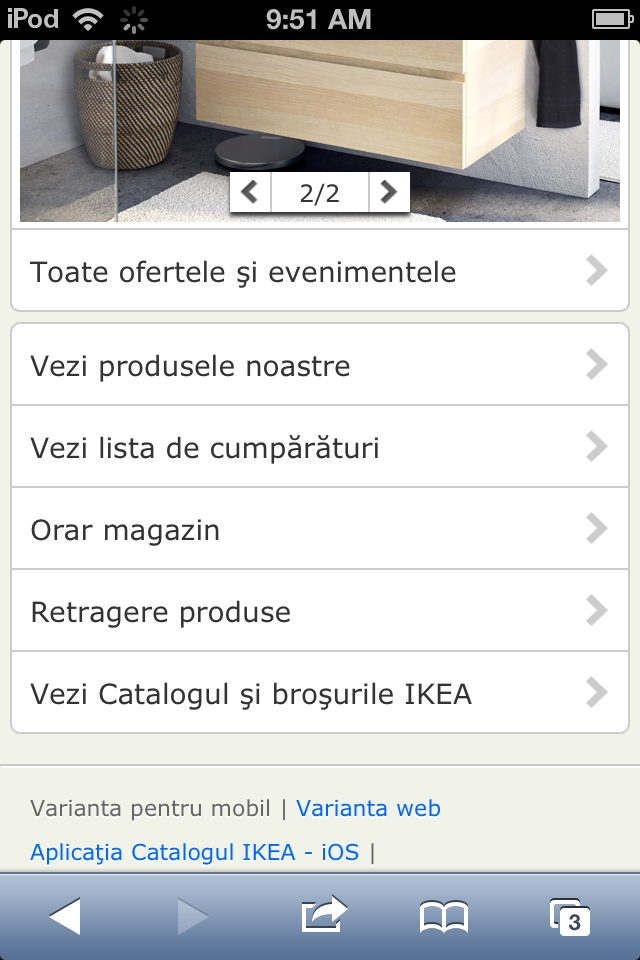 iPod 9:51 AM
2/2
Toate ofertele şi evenimentele
Vezi produsele noastre
Vezi lista de cumpărături
Orar magazin
Retragere produse
Vezi Catalogul şi broşurile IKEA
Varianta pentru mobil | Varianta web
Aplicaţia Catalogul IKEA - iOS |
3